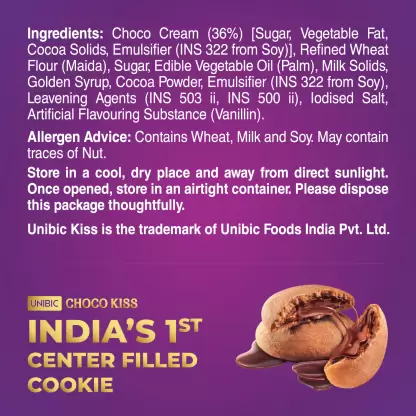 Ingredients: Choco Cream (36%) [Sugar, Vegetable Fat,
Cocoa Solids, Emulsifier (INS 322 from Soy)], Refined Wheat
Flour (Maida), Sugar, Edible Vegetable Oil (Palm), Milk Solids,
Golden Syrup, Cocoa Powder, Emulsifier (INS 322 from Soy),
Leavening Agents (INS 503 ii, INS 500 ii), Iodised Salt,
Artificial Flavouring Substance (Vanillin).
Allergen Advice: Contains Wheat, Milk and Soy. May contain
traces of Nut.
Store in a cool, dry place and away from direct sunlight.
Once opened, store in an airtight container. Please dispose
this package thoughtfully.
Unibic Kiss is the trademark of Unibic Foods India Pvt. Ltd.
UNIBIC CHOCO KISS
INDIA'S 1ST
CENTER FILLED
COOKIE